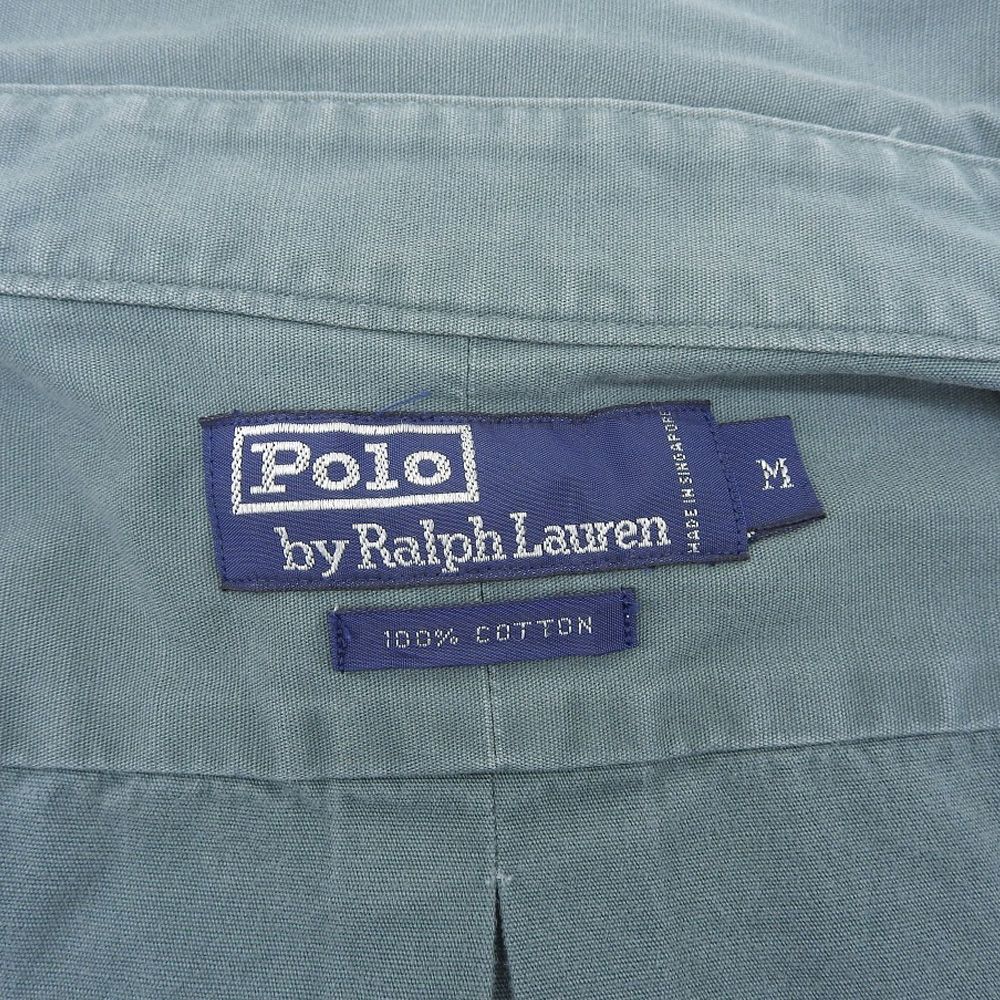 Polo
by Ralph Lauren
MADE IN SINGAPORE
M
100% COTTON